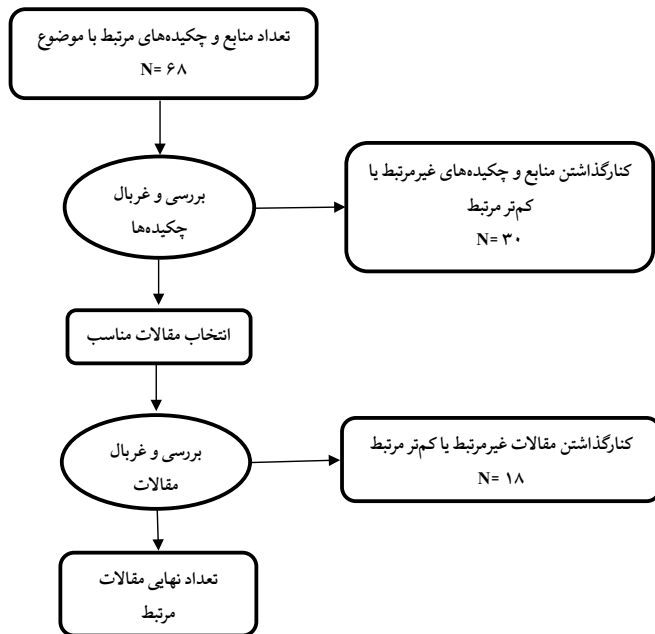 تعداد منابع و چکیده‌های مرتبط با موضوع
N= ۶۸
بررسی و غربال
چکیده‌ها
کنارگذاشتن منابع و چکیده‌های غیرمرتبط یا
کم‌تر مرتبط
N= ۳۰
انتخاب مقالات مناسب
بررسی و غربال
مقالات
کنارگذاشتن مقالات غیرمرتبط یا کم‌تر مرتبط
N= ۱۸
تعداد نهایی مقالات
مرتبط